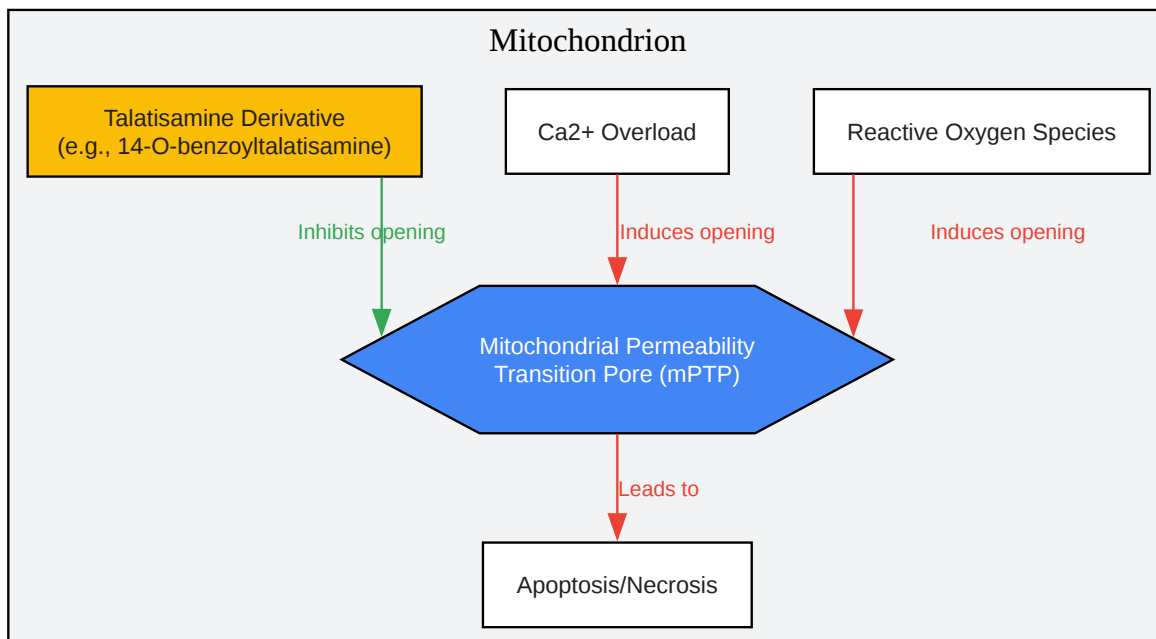 Mitochondrion
Talatisamine Derivative
(e.g., 14-O-benzoyltalatisamine)
Ca2+ Overload
Reactive Oxygen Species
Inhibits opening
Induces opening
Induces opening
Mitochondrial Permeability
Transition Pore (mPTP)
Leads to
Apoptosis/Necrosis